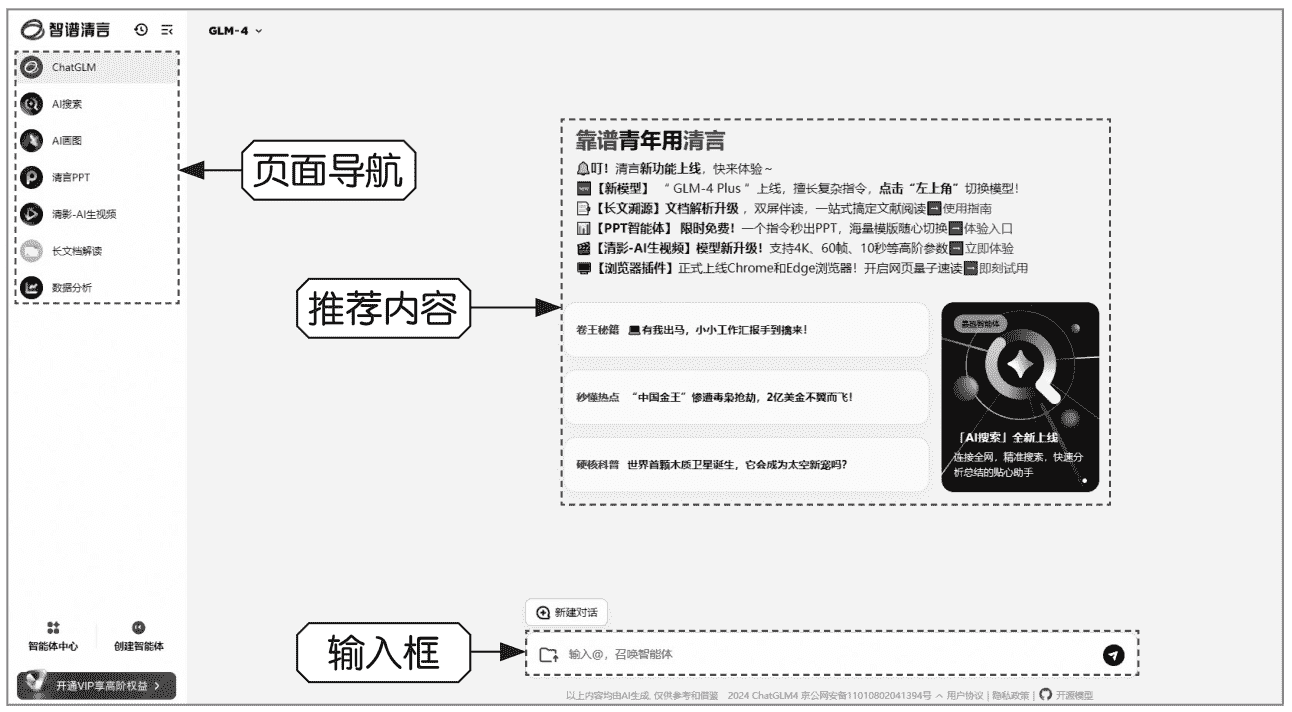 智谱清言
GLM-4
ChatGLM
AI搜索
AI画图
清言PPT
清影-AI生视频
长文档解读
数据分析
页面导航
靠谱青年用清言
叮！清言新功能上线，快来体验~
【新模型】 “ GLM-4 Plus ” 上线，擅长复杂指令，点击“左上角”切换模型！
【长文溯源】文档解析升级 ，双屏伴读，一站式搞定文献阅读➡使用指南
【PPT智能体】 限时免费！一个指令秒出PPT，海量模版随心切换➡体验入口
【清影-AI生视频】模型新升级！支持4K、60帧、10秒等高阶参数➡立即体验
【浏览器插件】正式上线Chrome和Edge浏览器！开启网页量子速读➡即刻试用
推荐内容
卷王秘籍 有我出马，小小工作汇报手到擒来！
秒懂热点 “中国金王”惨遭毒枭抢劫，2亿美金不翼而飞！
硬核科普 世界首颗木质卫星诞生，它会成为太空新宠吗？
最强智能体
「AI搜索」全新上线
连接全网，精准搜索，快速分
析总结的贴心助手
智能体中心
创建智能体
开通VIP享高阶权益 >
新建对话
输入框
输入@，召唤智能体
以上内容均由AI生成, 仅供参考和借鉴 2024 ChatGLM4 京公网安备11010802041394号 用户协议 | 隐私政策 | 开源模型